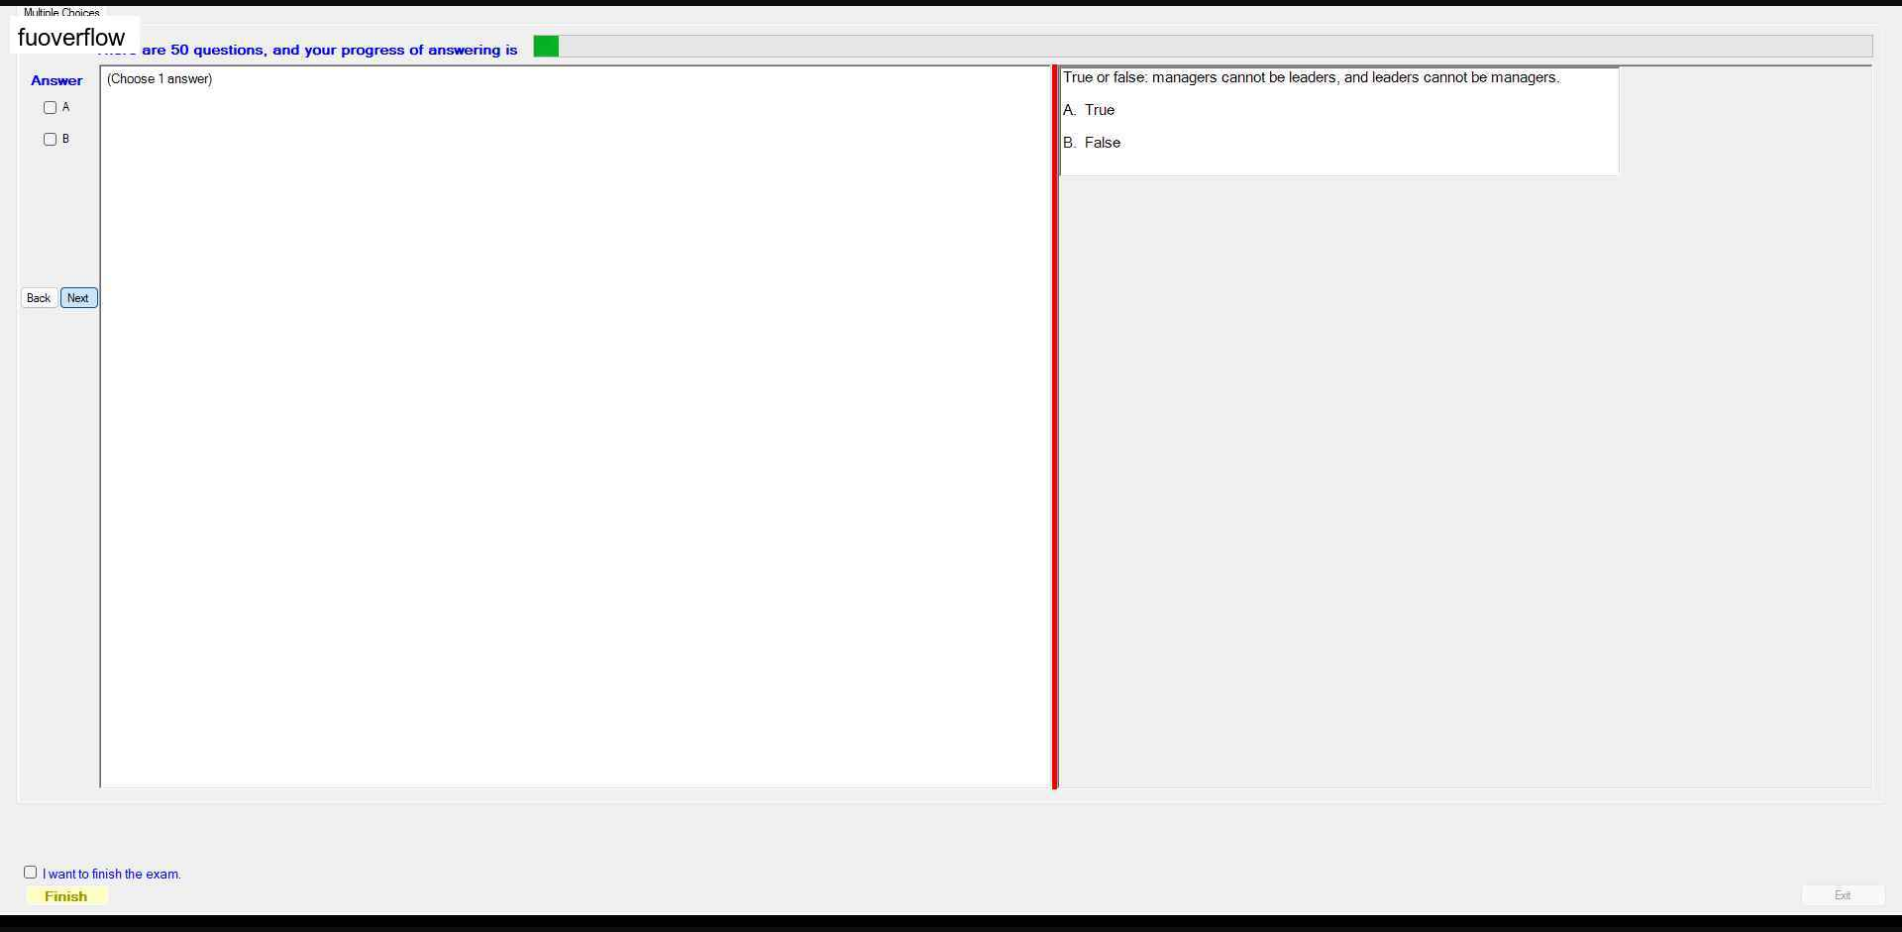 Multiple Choices
fuoverflow
are 50 questions, and your progress of answering is
Answer
(Choose 1 answer)
A
B
Back
Next
True or false: managers cannot be leaders, and leaders cannot be managers.
A. True
B. False
I want to finish the exam.
Finish
Exit